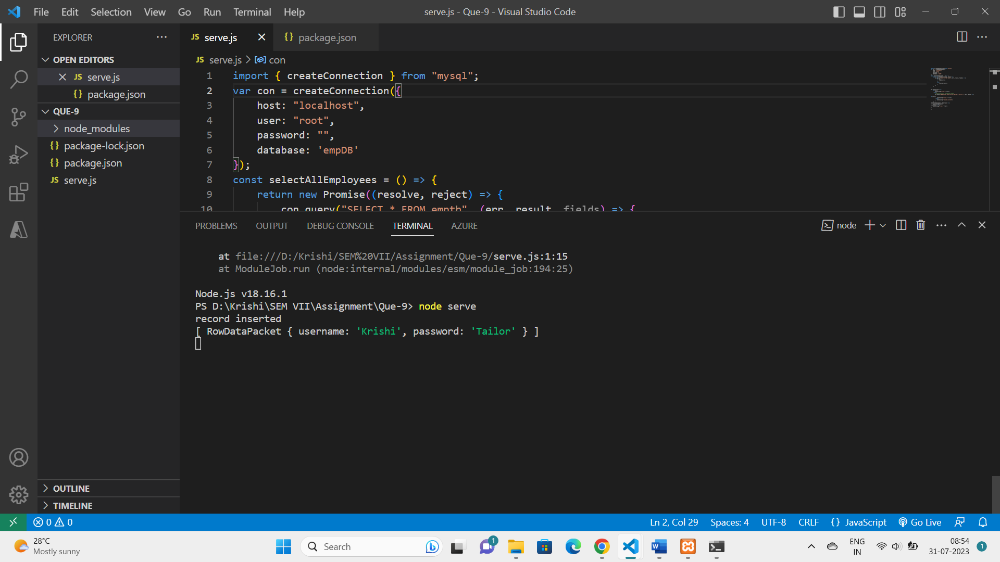 File Edit Selection View Go Run Terminal Help
serve.js - Que-9 - Visual Studio Code
EXPLORER
OPEN EDITORS
JS serve.js
{} package.json
QUE-9
node_modules
{} package-lock.json
{} package.json
JS serve.js
OUTLINE
TIMELINE
JS serve.js
{} package.json
JS serve.js > con
1 import { createConnection } from "mysql";
2 var con = createConnection({
3 host: "localhost",
4 user: "root",
5 password: "",
6 database: 'empDB'
7 });
8 const selectAllEmployees = () => {
9 return new Promise((resolve, reject) => {
10 con.query("SELECT * FROM emptb", (err, result, fields) => {
PROBLEMS OUTPUT DEBUG CONSOLE TERMINAL AZURE
node
at file:///D:/Krishi/SEM%20VII/Assignment/Que-9/serve.js:1:15
at ModuleJob.run (node:internal/modules/esm/module_job:194:25)
Node.js v18.16.1
PS D:\Krishi\SEM VII\Assignment\Que-9> node serve
record inserted
[ RowDataPacket { username: 'Krishi', password: 'Tailor' } ]
0 0
Ln 2, Col 29 Spaces: 4 UTF-8 CRLF {} JavaScript Go Live
28°C
Mostly sunny
Search
1
ENG
IN
08:54
31-07-2023
1